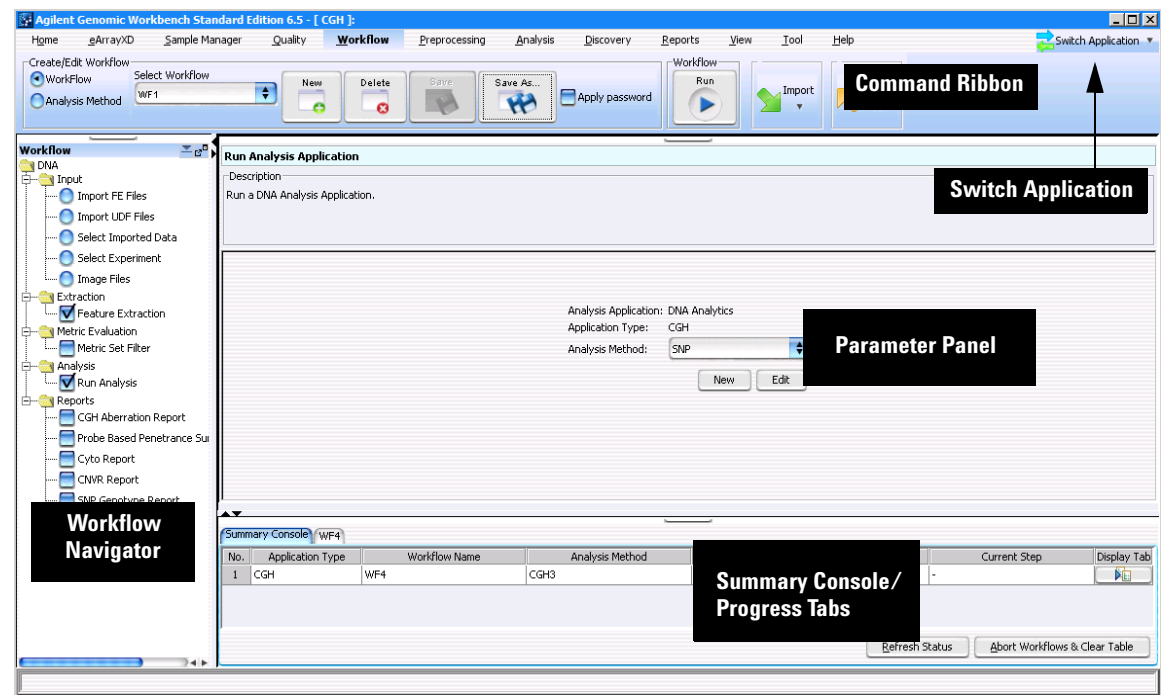 Agilent Genomic Workbench Standard Edition 6.5 - [ CGH ]:
Home eArrayXD Sample Manager Quality Workflow Preprocessing Analysis Discovery Reports View Tool Help Switch Application
Create/Edit Workflow
WorkFlow
Analysis Method
Select Workflow
WF1
New
Delete
Save
Save As...
Apply password
Workflow
Run
Import
Command Ribbon
Switch Application
Workflow
DNA
Input
Import FE Files
Import UDF Files
Select Imported Data
Select Experiment
Image Files
Extraction
Feature Extraction
Metric Evaluation
Metric Set Filter
Analysis
Run Analysis
Reports
CGH Aberration Report
Probe Based Penetrance Sui
Cyto Report
CNVR Report
SNP Genotype Report
Workflow
Navigator
Run Analysis Application
Description
Run a DNA Analysis Application.
Analysis Application: DNA Analytics
Application Type: CGH
Analysis Method: SNP
New Edit
Parameter Panel
Summary Console WF4
No. Application Type Workflow Name Analysis Method Current Step Display Tab
1 CGH WF4 CGH3 -
Summary Console/
Progress Tabs
Refresh Status Abort Workflows & Clear Table